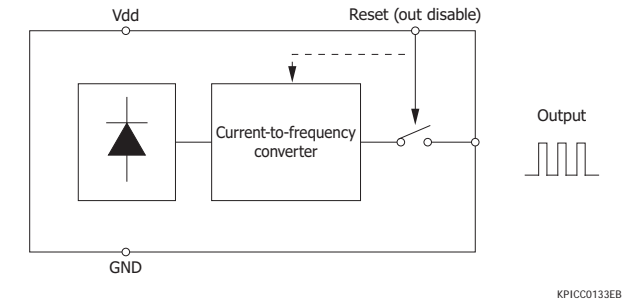 Vdd
Reset (out disable)
Current-to-frequency
converter
Output
GND
KPICC0133EB